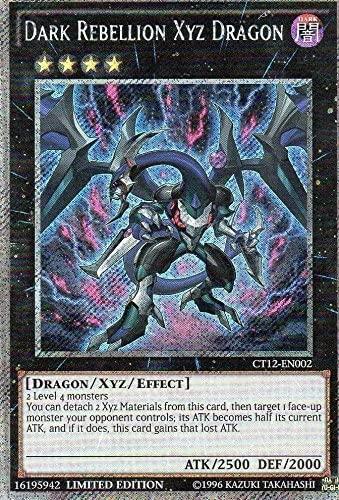 DARK REBELLION XYZ DRAGON
DARK
闇
CT12-EN002
[DRAGON/XYZ/EFFECT]
2 Level 4 monsters
You can detach 2 Xyz Materials from this card, then target 1 face-up
monster your opponent controls; its ATK becomes half its current
ATK, and if it does, this card gains that lost ATK.
ATK/2500 DEF/2000
16195942 LIMITED EDITION ©1996 KAZUKI TAKAHASHI